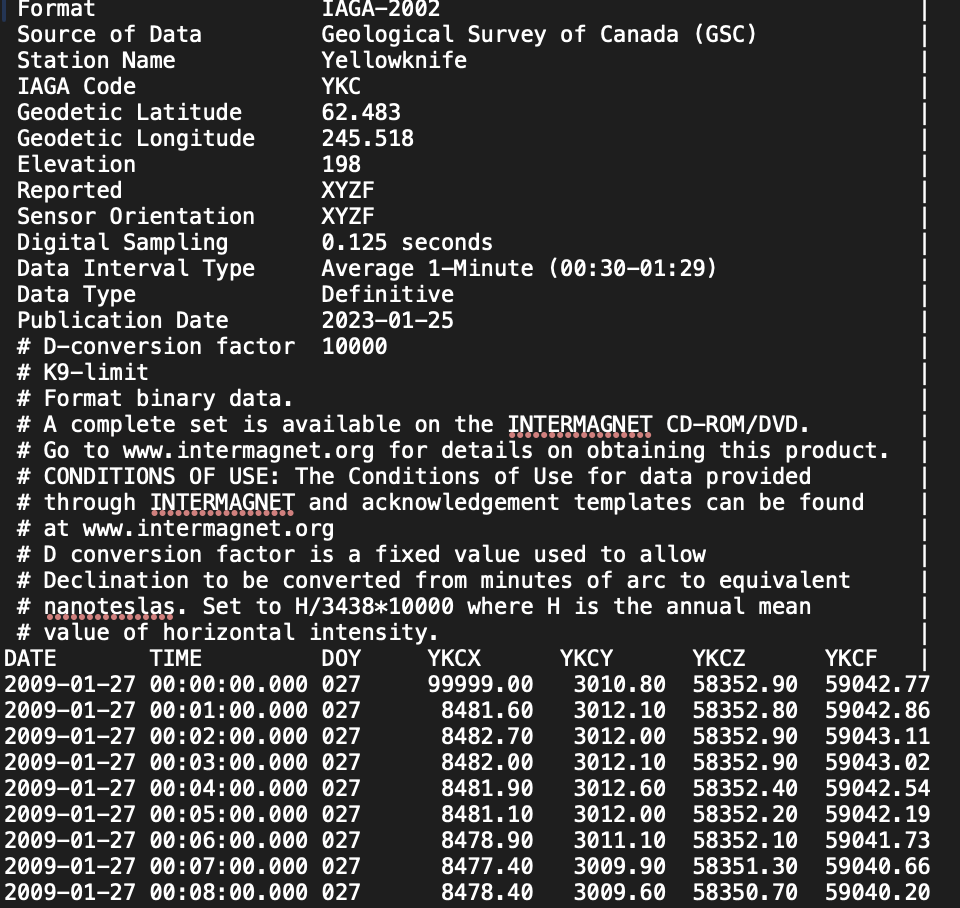 Format IAGA-2002 |
Source of Data Geological Survey of Canada (GSC) |
Station Name Yellowknife |
IAGA Code YKC |
Geodetic Latitude 62.483 |
Geodetic Longitude 245.518 |
Elevation 198 |
Reported XYZF |
Sensor Orientation XYZF |
Digital Sampling 0.125 seconds |
Data Interval Type Average 1-Minute (00:30-01:29) |
Data Type Definitive |
Publication Date 2023-01-25 |
# D-conversion factor 10000 |
# K9-limit |
# Format binary data. |
# A complete set is available on the INTERMAGNET CD-ROM/DVD. |
# Go to www.intermagnet.org for details on obtaining this product. |
# CONDITIONS OF USE: The Conditions of Use for data provided |
# through INTERMAGNET and acknowledgement templates can be found |
# at www.intermagnet.org |
# D conversion factor is a fixed value used to allow |
# Declination to be converted from minutes of arc to equivalent |
# nanoteslas. Set to H/3438*10000 where H is the annual mean |
# value of horizontal intensity. |
DATE TIME DOY YKCX YKCY YKCZ YKCF |
2009-01-27 00:00:00.000 027 99999.00 3010.80 58352.90 59042.77
2009-01-27 00:01:00.000 027 8481.60 3012.10 58352.80 59042.86
2009-01-27 00:02:00.000 027 8482.70 3012.00 58352.90 59043.11
2009-01-27 00:03:00.000 027 8482.00 3012.10 58352.90 59043.02
2009-01-27 00:04:00.000 027 8481.90 3012.60 58352.40 59042.54
2009-01-27 00:05:00.000 027 8481.10 3012.00 58352.20 59042.19
2009-01-27 00:06:00.000 027 8478.90 3011.10 58352.10 59041.73
2009-01-27 00:07:00.000 027 8477.40 3009.90 58351.30 59040.66
2009-01-27 00:08:00.000 027 8478.40 3009.60 58350.70 59040.20